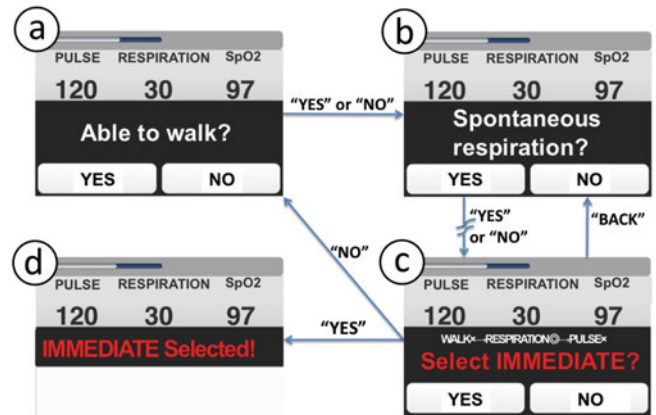 a
PULSE RESPIRATION SpO2
120 30 97
Able to walk?
YES NO
"YES" or "NO"
b
PULSE RESPIRATION SpO2
120 30 97
Spontaneous
respiration?
YES NO
"YES"
or "NO"
"BACK"
"NO"
"YES"
d
PULSE RESPIRATION SpO2
120 30 97
IMMEDIATE Selected!
c
PULSE RESPIRATION SpO2
120 30 97
WALK× RESPIRATION◎ PULSE×
Select IMMEDIATE?
YES NO